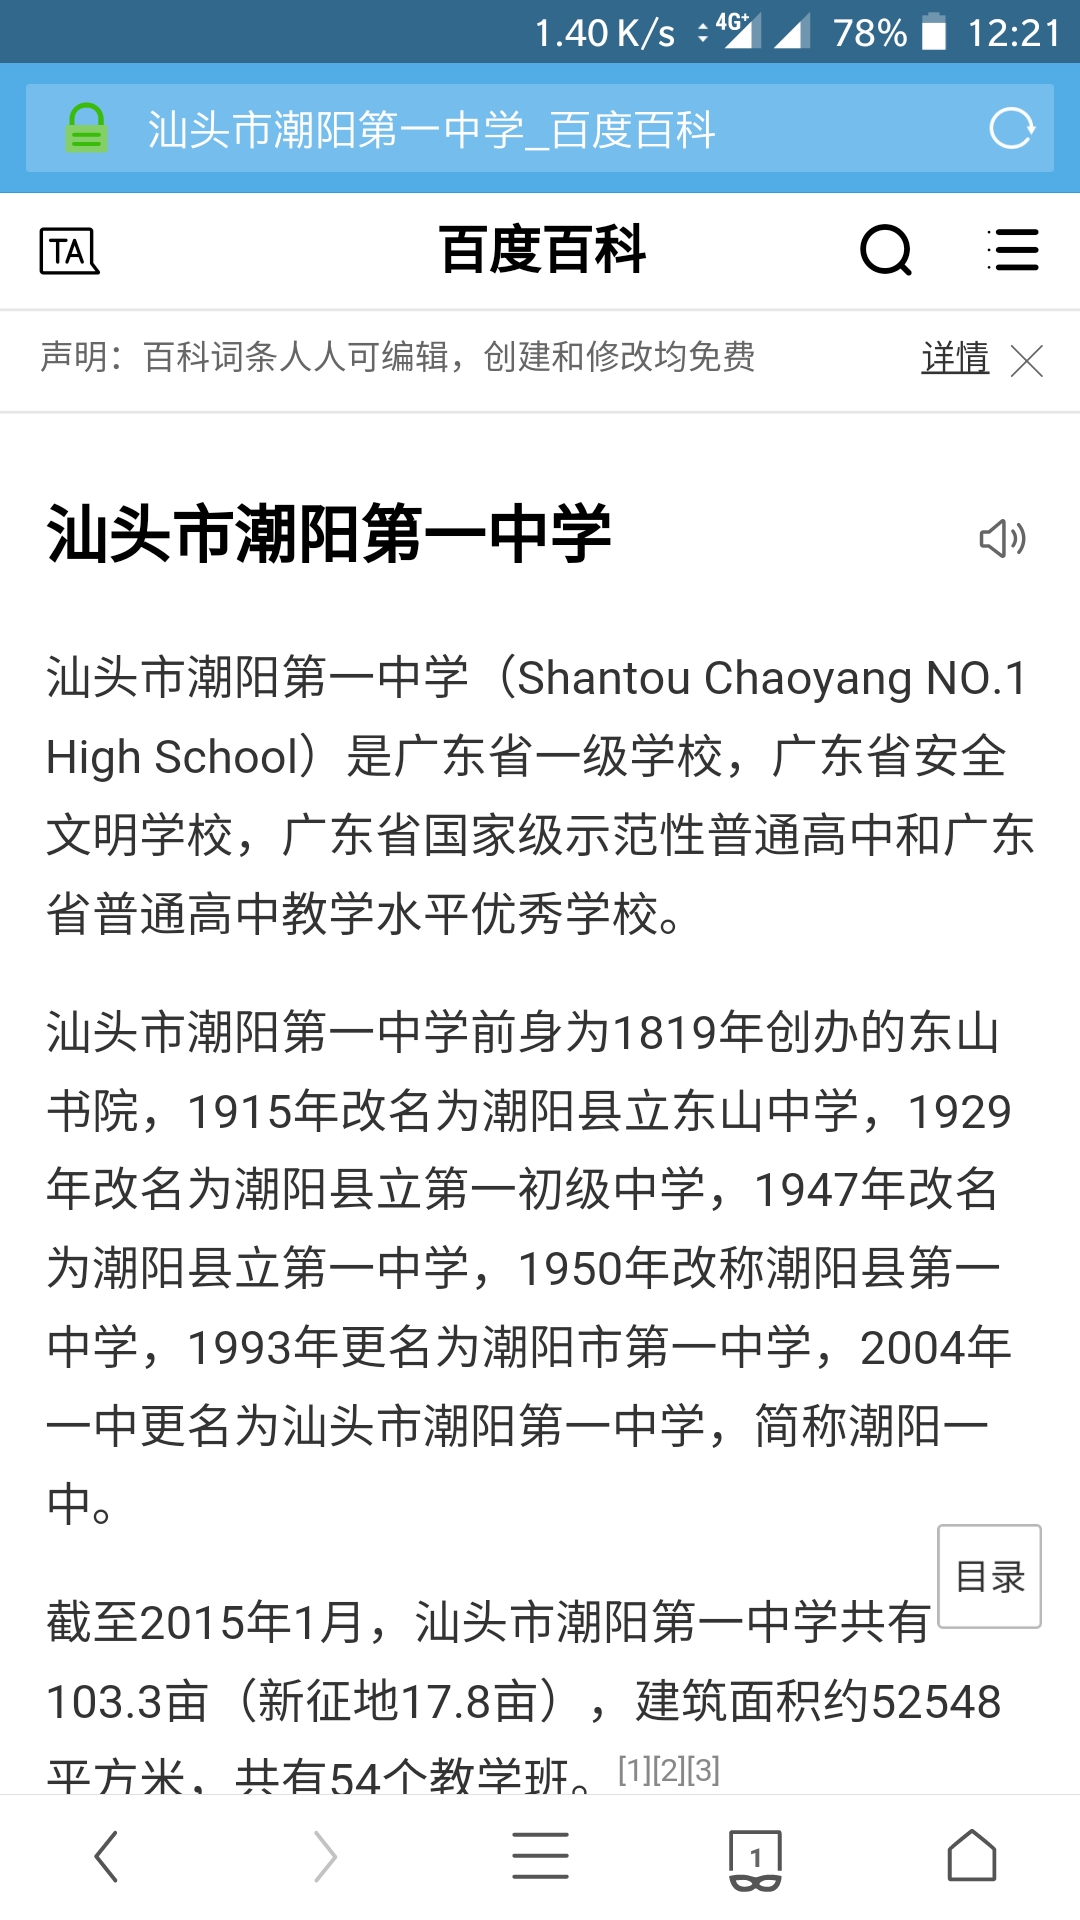 1.40 K/s 4G+ 78% 12:21
汕头市潮阳第一中学_百度百科
TA 百度百科
声明：百科词条人人可编辑，创建和修改均免费 详情
汕头市潮阳第一中学
汕头市潮阳第一中学（Shantou Chaoyang NO.1
High School）是广东省一级学校，广东省安全
文明学校，广东省国家级示范性普通高中和广东
省普通高中教学水平优秀学校。
汕头市潮阳第一中学前身为1819年创办的东山
书院，1915年改名为潮阳县立东山中学，1929
年改名为潮阳县立第一初级中学，1947年改名
为潮阳县立第一中学，1950年改称潮阳县第一
中学，1993年更名为潮阳市第一中学，2004年
一中更名为汕头市潮阳第一中学，简称潮阳一
中。
目录
截至2015年1月，汕头市潮阳第一中学共有
103.3亩（新征地17.8亩），建筑面积约52548
平方米，共有54个教学班。[1][2][3]
1